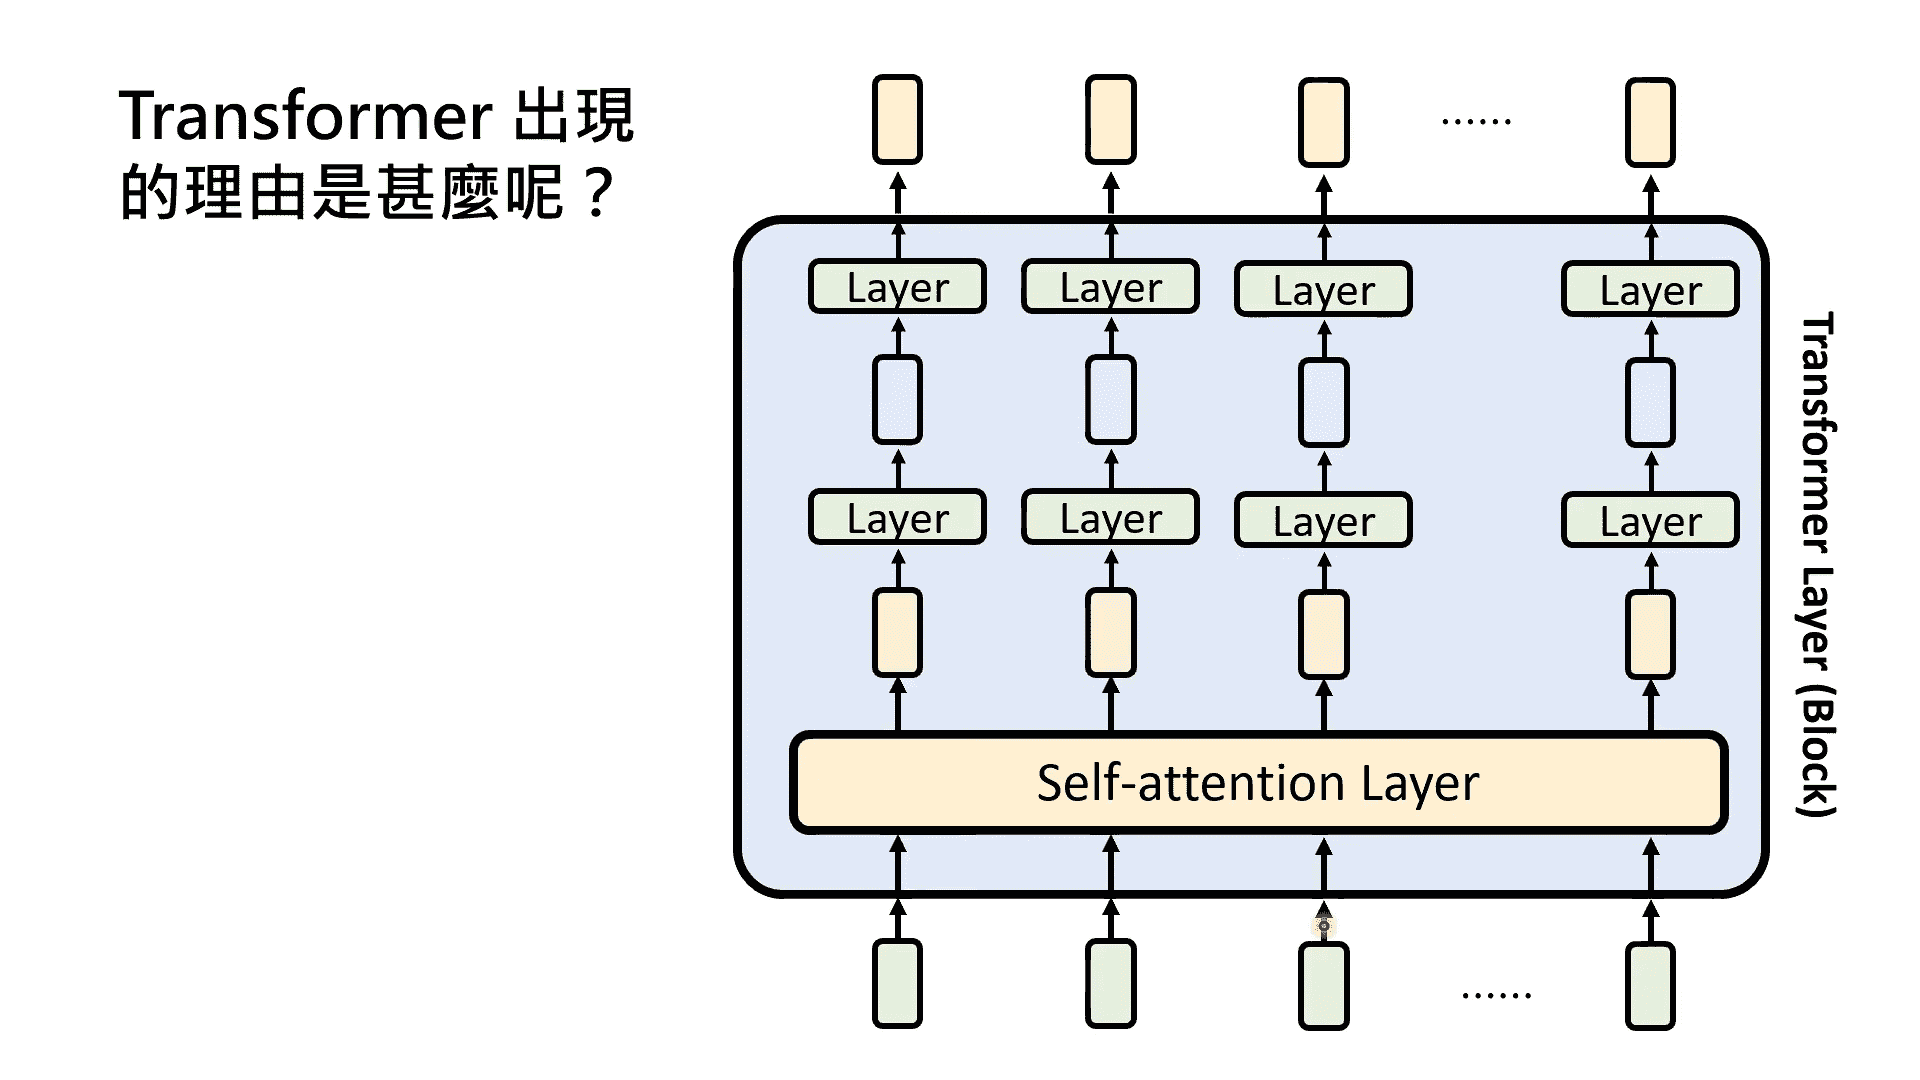 Transformer 出現
的理由是甚麼呢？
......
Layer Layer Layer Layer
Layer Layer Layer Layer
Self-attention Layer
......
Transformer Layer (Block)